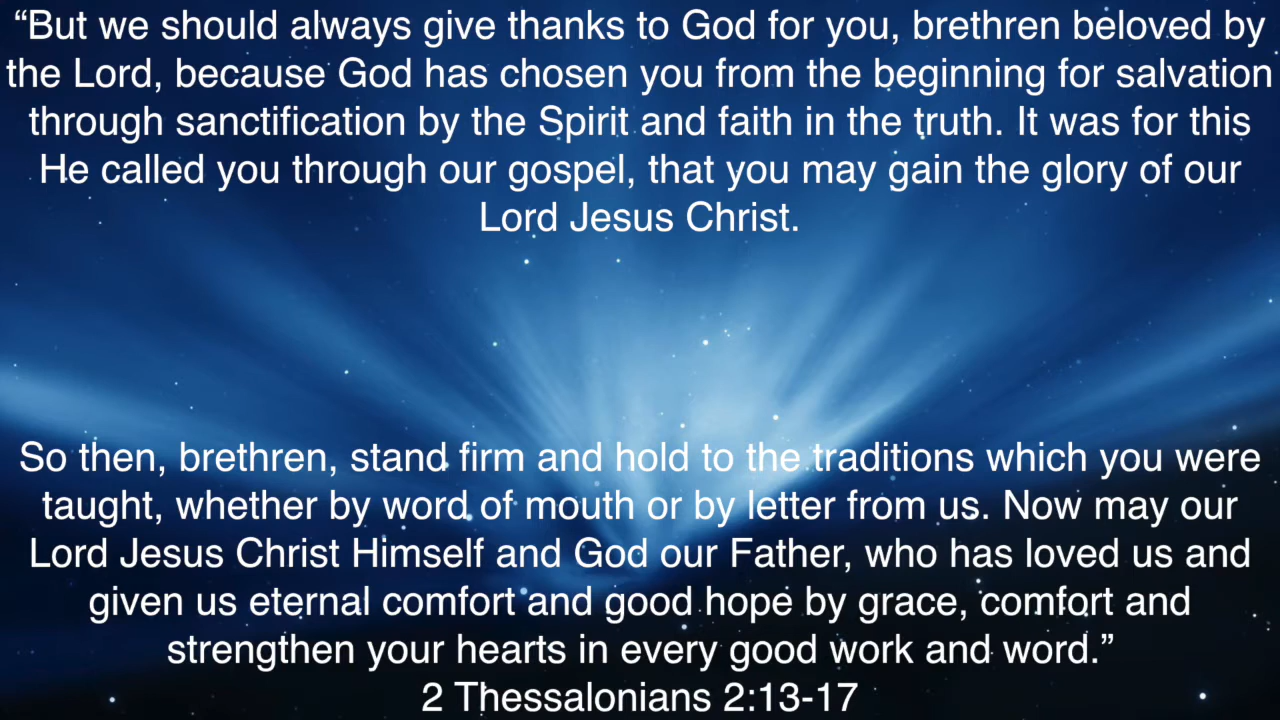 “But we should always give thanks to God for you, brethren beloved by
the Lord, because God has chosen you from the beginning for salvation
through sanctification by the Spirit and faith in the truth. It was for this
He called you through our gospel, that you may gain the glory of our
Lord Jesus Christ.
So then, brethren, stand firm and hold to the traditions which you were
taught, whether by word of mouth or by letter from us. Now may our
Lord Jesus Christ Himself and God our Father, who has loved us and
given us eternal comfort and good hope by grace, comfort and
strengthen your hearts in every good work and word.”
2 Thessalonians 2:13-17